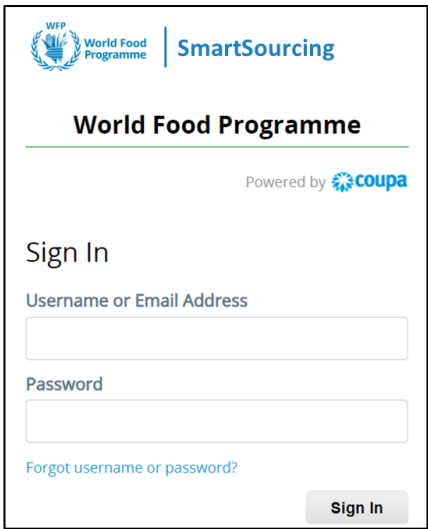 WFP
World Food
Programme
SmartSourcing
World Food Programme
Powered by coupa
Sign In
Username or Email Address
Password
Forgot username or password?
Sign In